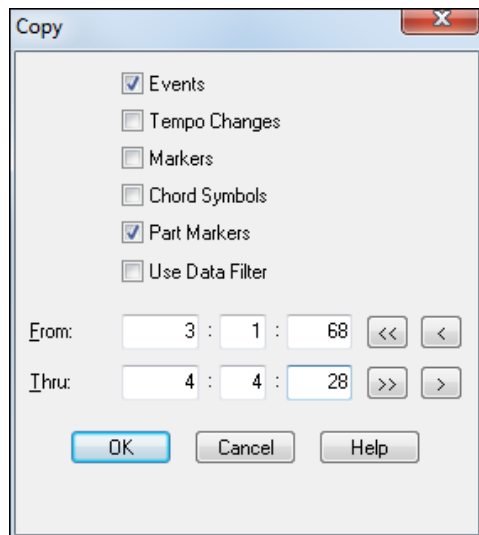 Copy
Events
Tempo Changes
Markers
Chord Symbols
Part Markers
Use Data Filter
From: 3 : 1 : 68 << <
Thru: 4 : 4 : 28 >> >
OK Cancel Help